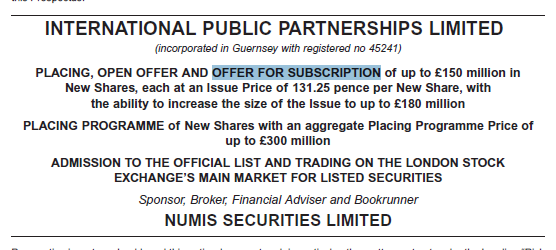 INTERNATIONAL PUBLIC PARTNERSHIPS LIMITED
(incorporated in Guernsey with registered no 45241)
PLACING, OPEN OFFER AND OFFER FOR SUBSCRIPTION of up to £150 million in
New Shares, each at an Issue Price of 131.25 pence per New Share, with
the ability to increase the size of the Issue to up to £180 million
PLACING PROGRAMME of New Shares with an aggregate Placing Programme Price of
up to £300 million
ADMISSION TO THE OFFICIAL LIST AND TRADING ON THE LONDON STOCK
EXCHANGE'S MAIN MARKET FOR LISTED SECURITIES
Sponsor, Broker, Financial Adviser and Bookrunner
NUMIS SECURITIES LIMITED